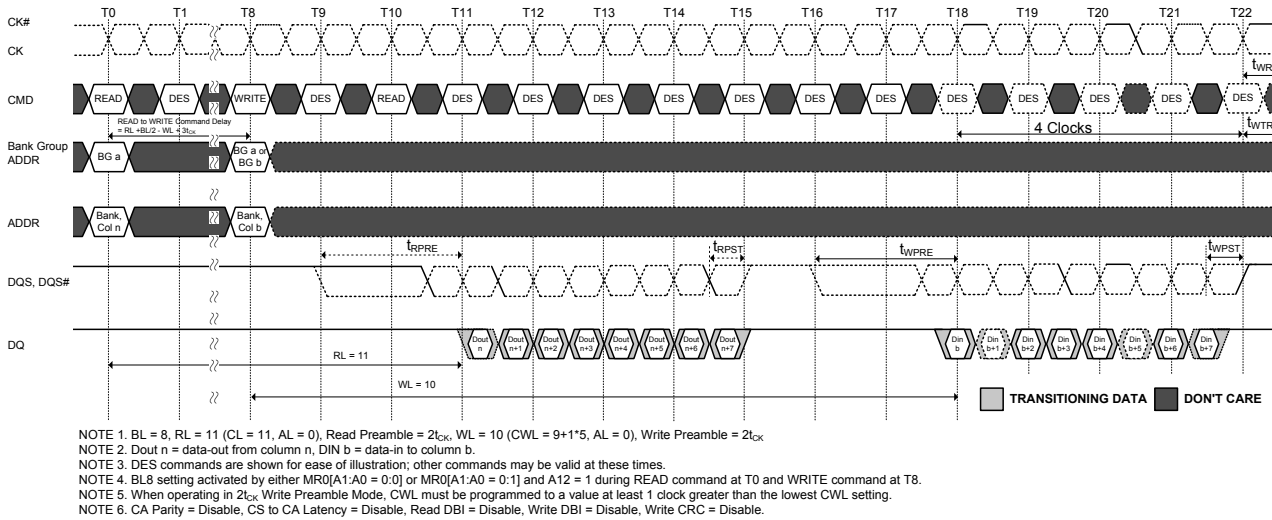 T0 T1 T8 T9 T10 T11 T12 T13 T14 T15 T16 T17 T18 T19 T20 T21 T22
CK#
CK
tWR
CMD READ DES WRITE DES READ DES DES DES DES DES DES DES DES DES DES DES DES
READ to WRITE Command Delay
= RL +BL/2 - WL + 3tCK
4 Clocks tWTR
Bank Group
ADDR
BG a
BG a or
BG b
ADDR
Bank,
Col n
Bank,
Col b
tRPRE tRPST tWPRE tWPST
DQS, DQS#
DQ
Dout
n
Dout
n+1
Dout
n+2
Dout
n+3
Dout
n+4
Dout
n+5
Dout
n+6
Dout
n+7
Din
b
Din
b+1
Din
b+2
Din
b+3
Din
b+4
Din
b+5
Din
b+6
Din
b+7
RL = 11
WL = 10
TRANSITIONING DATA DON'T CARE
NOTE 1. BL = 8, RL = 11 (CL = 11, AL = 0), Read Preamble = 2tCK, WL = 10 (CWL = 9+1*5, AL = 0), Write Preamble = 2tCK
NOTE 2. Dout n = data-out from column n, DIN b = data-in to column b.
NOTE 3. DES commands are shown for ease of illustration; other commands may be valid at these times.
NOTE 4. BL8 setting activated by either MR0[A1:A0 = 0:0] or MR0[A1:A0 = 0:1] and A12 = 1 during READ command at T0 and WRITE command at T8.
NOTE 5. When operating in 2tCK Write Preamble Mode, CWL must be programmed to a value at least 1 clock greater than the lowest CWL setting.
NOTE 6. CA Parity = Disable, CS to CA Latency = Disable, Read DBI = Disable, Write DBI = Disable, Write CRC = Disable.